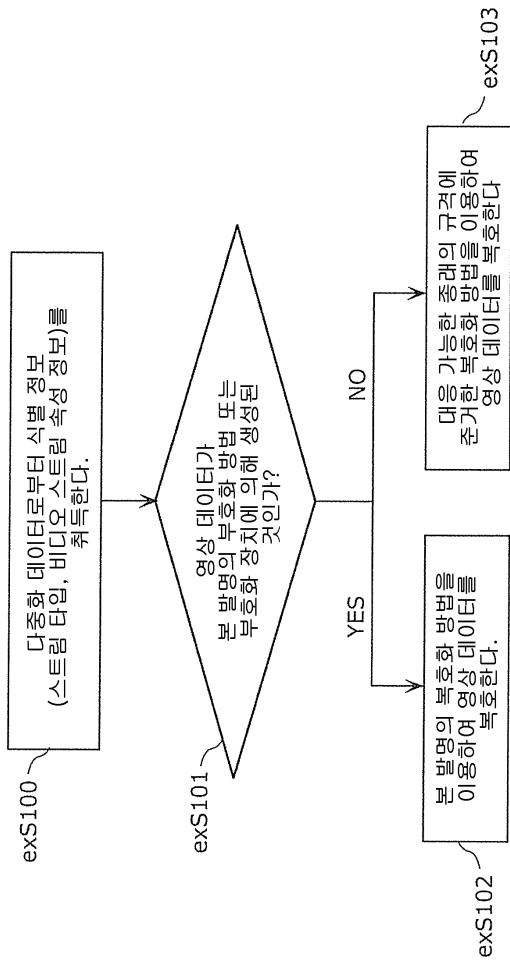 exS100
다중화 데이터로부터 식별 정보
(스트림 타입, 비디오 스트림 속성 정보)를
취득한다.
exS101
영상 데이터가
본 발명의 부호화 방법 또는
부호화 장치에 의해 생성된
것인가?
YES
NO
exS102
본 발명의 복호화 방법을
이용하여 영상 데이터를
복호한다.
exS103
대응 가능한 종래의 규격에
준거한 복호화 방법을 이용하여
영상 데이터를 복호한다